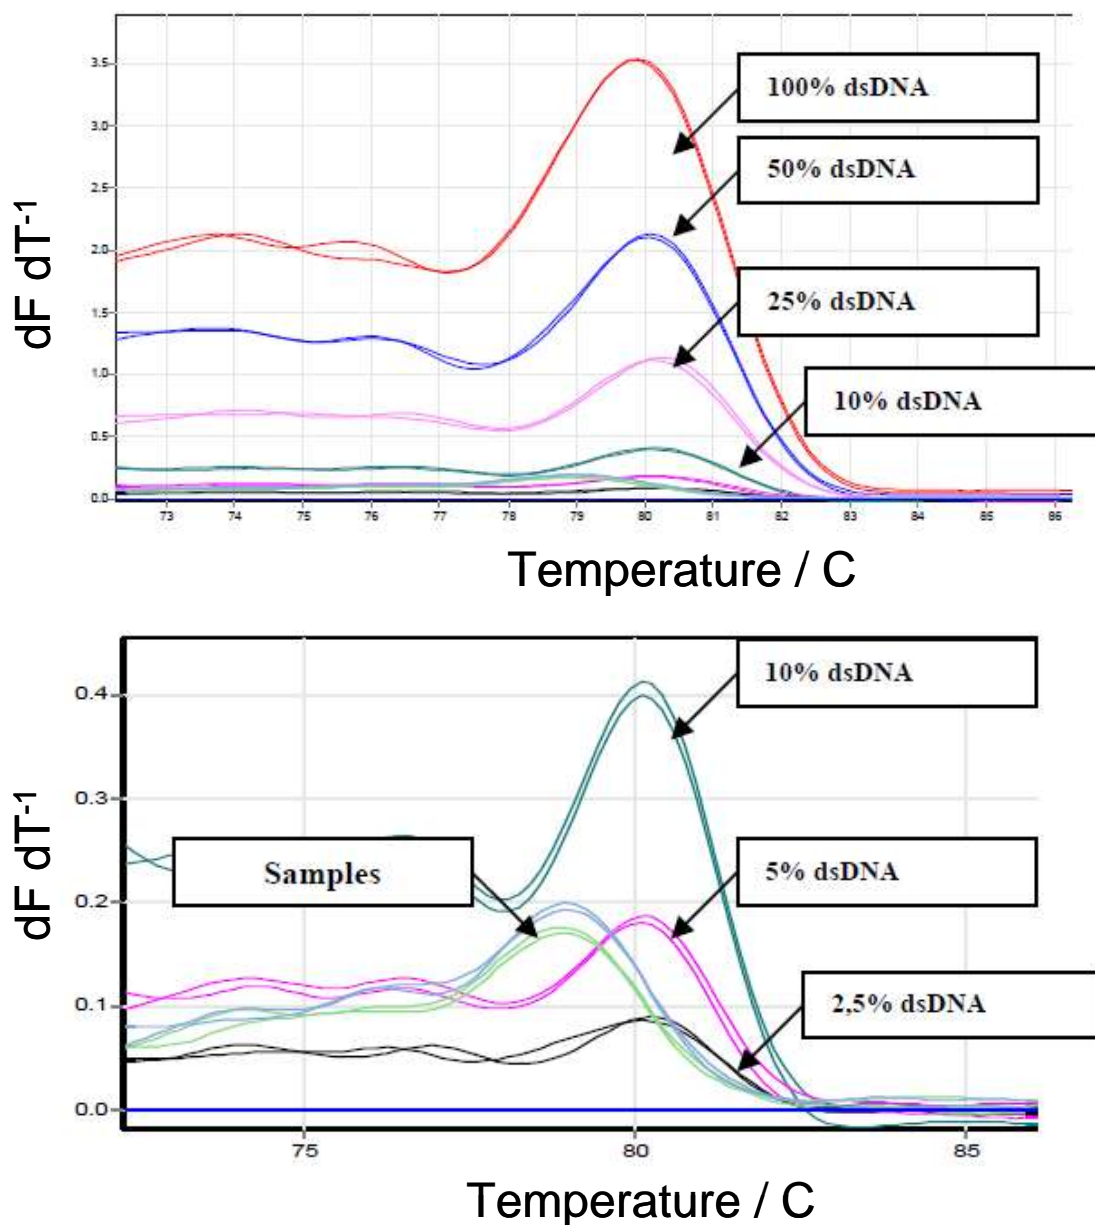 3.5
3.0
2.5
2.0
1.5
1.0
0.5
0.0
dF dT-1
100% dsDNA
50% dsDNA
25% dsDNA
10% dsDNA
73 74 75 76 77 78 79 80 81 82 83 84 85 86
Temperature / C
0.4
0.3
0.2
0.1
0.0
dF dT-1
10% dsDNA
Samples
5% dsDNA
2,5% dsDNA
75 80 85
Temperature / C